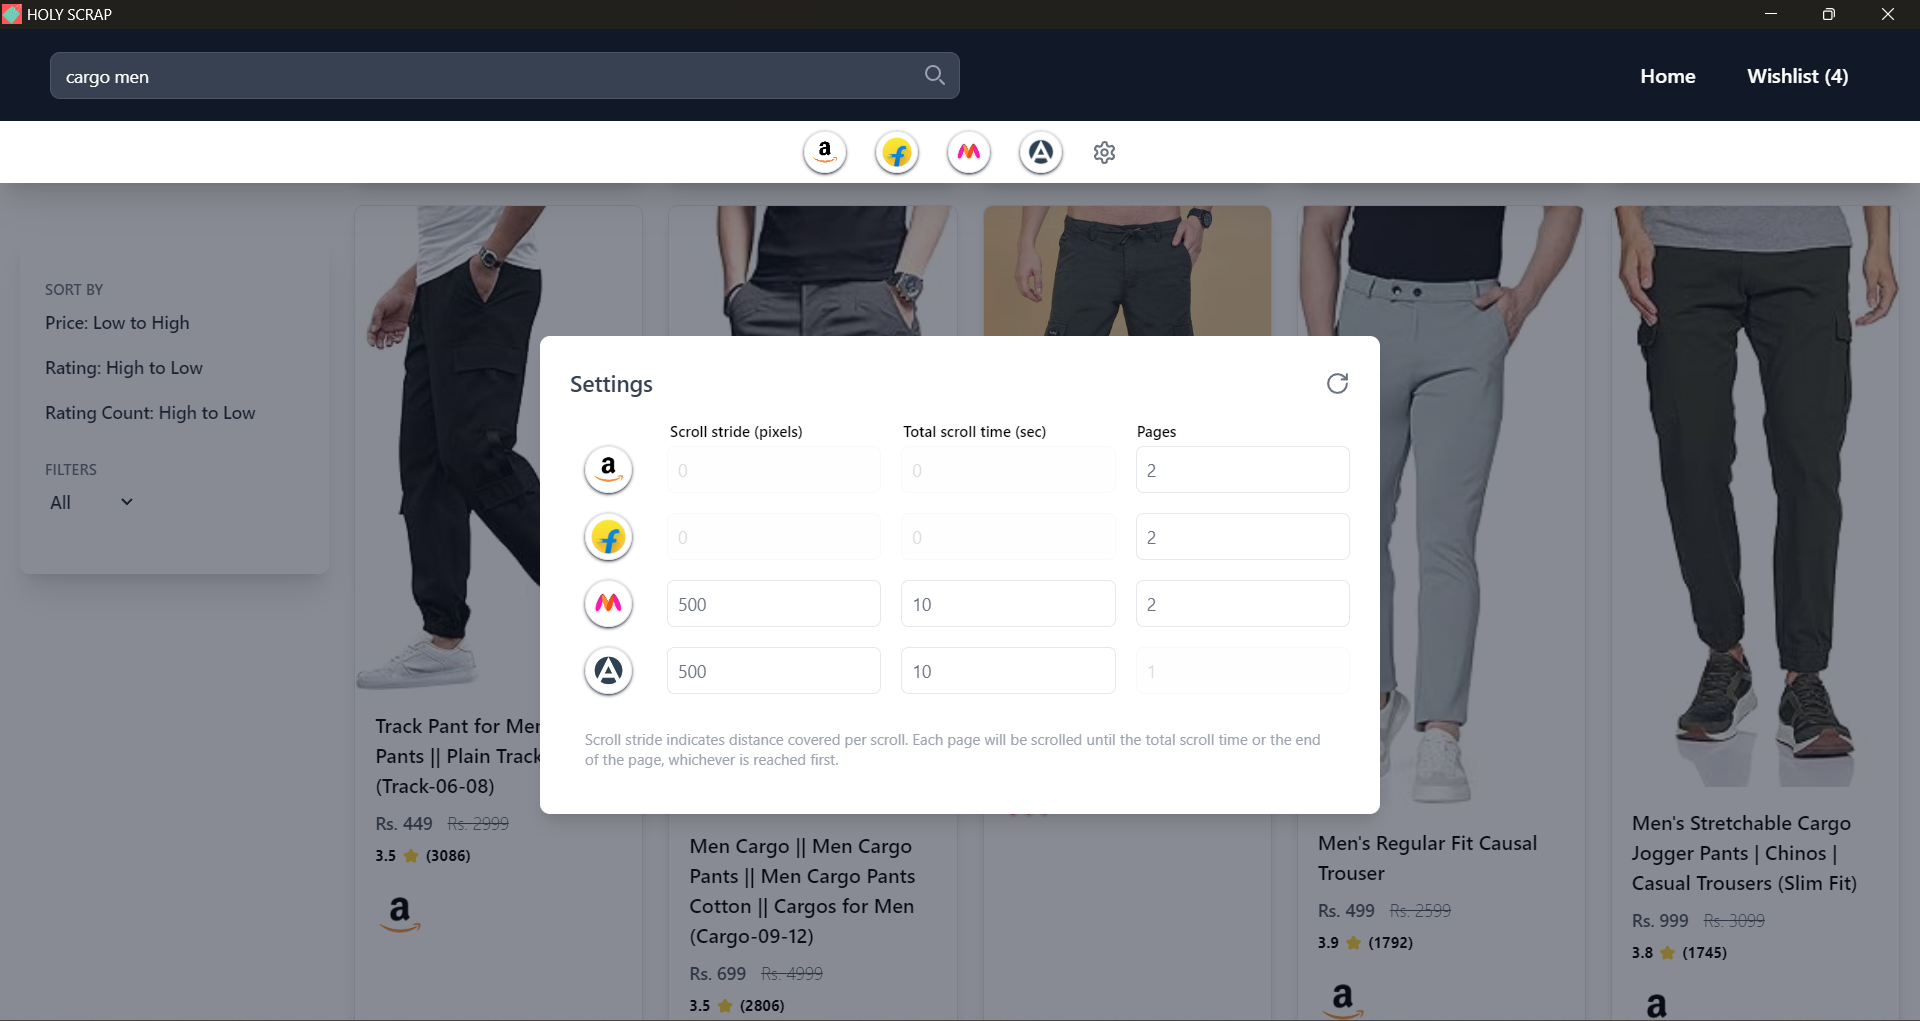 HOLY SCRAP
cargo men
Home
Wishlist (4)
SORT BY
Price: Low to High
Rating: High to Low
Rating Count: High to Low
FILTERS
All
Settings
Scroll stride (pixels)
Total scroll time (sec)
Pages
a
0
0
2
0
0
2
500
10
2
500
10
1
Scroll stride indicates distance covered per scroll. Each page will be scrolled until the total scroll time or the end
of the page, whichever is reached first.
Track Pant for Men
Pants || Plain Track
(Track-06-08)
Rs. 449 Rs. 2999
3.5 (3086)
a
Men Cargo || Men Cargo
Pants || Men Cargo Pants
Cotton || Cargos for Men
(Cargo-09-12)
Rs. 699 Rs. 4999
3.5 (2806)
Men's Regular Fit Causal
Trouser
Rs. 499 Rs. 2599
3.9 (1792)
a
Men's Stretchable Cargo
Jogger Pants | Chinos |
Casual Trousers (Slim Fit)
Rs. 999 Rs. 3099
3.8 (1745)
a